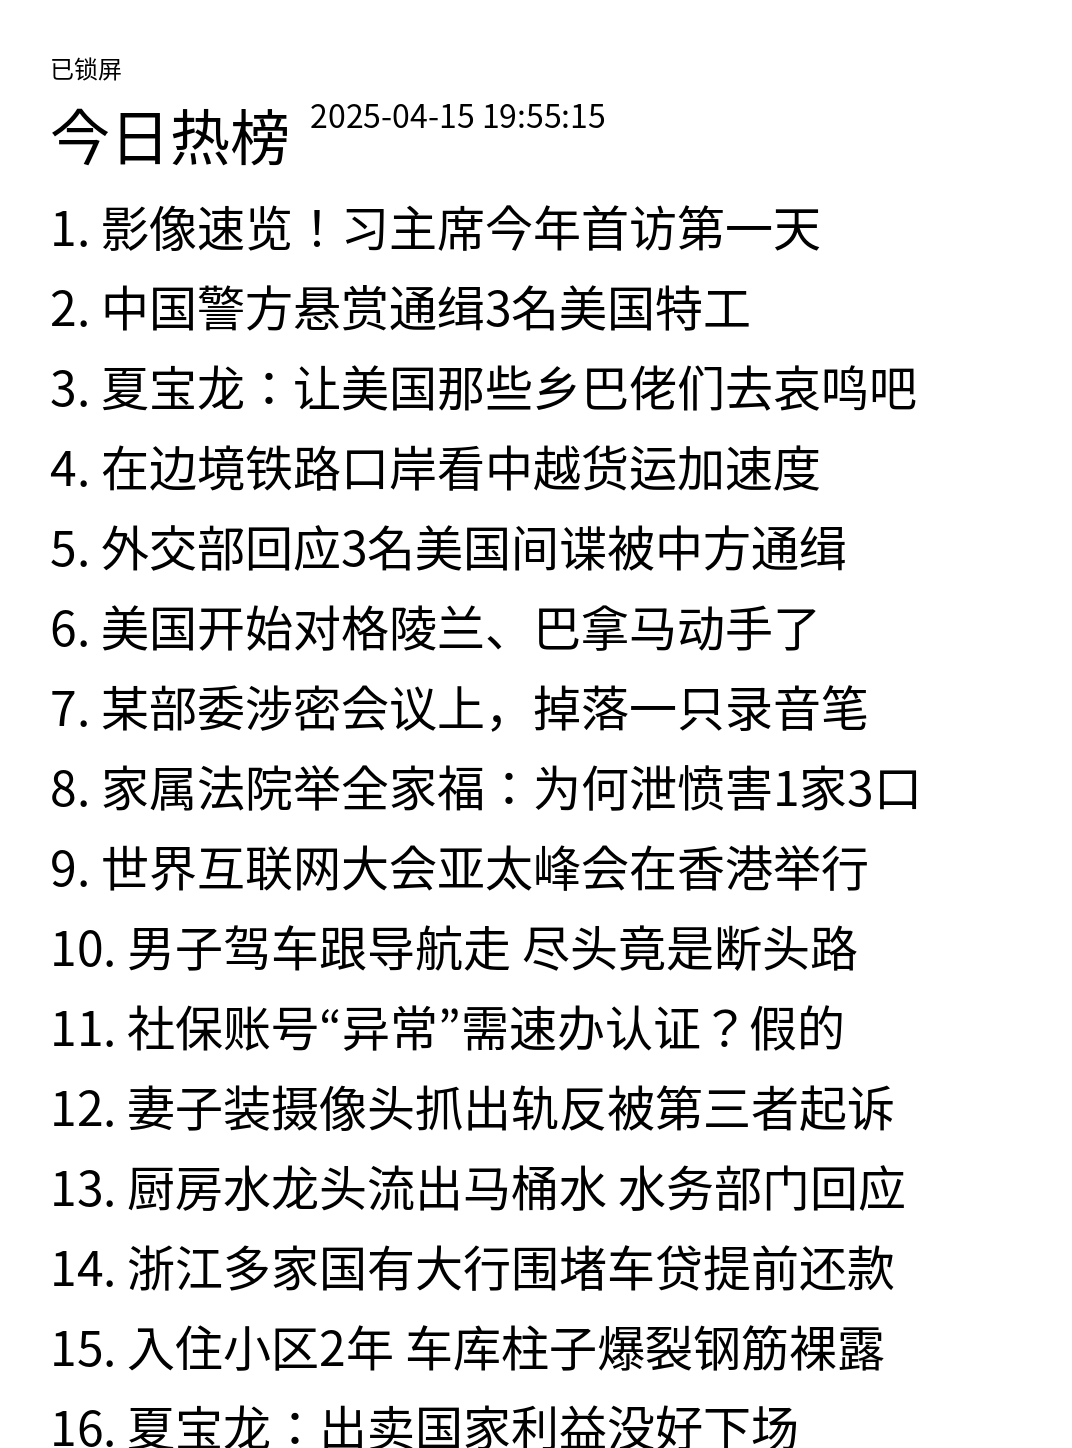 已锁屏
今日热榜 2025-04-15 19:55:15
1. 影像速览！习主席今年首访第一天
2. 中国警方悬赏通缉3名美国特工
3. 夏宝龙：让美国那些乡巴佬们去哀鸣吧
4. 在边境铁路口岸看中越货运加速度
5. 外交部回应3名美国间谍被中方通缉
6. 美国开始对格陵兰、巴拿马动手了
7. 某部委涉密会议上，掉落一只录音笔
8. 家属法院举全家福：为何泄愤害1家3口
9. 世界互联网大会亚太峰会在香港举行
10. 男子驾车跟导航走 尽头竟是断头路
11. 社保账号“异常”需速办认证？假的
12. 妻子装摄像头抓出轨反被第三者起诉
13. 厨房水龙头流出马桶水 水务部门回应
14. 浙江多家国有大行围堵车贷提前还款
15. 入住小区2年 车库柱子爆裂钢筋裸露
16. 夏宝龙：出卖国家利益没好下场